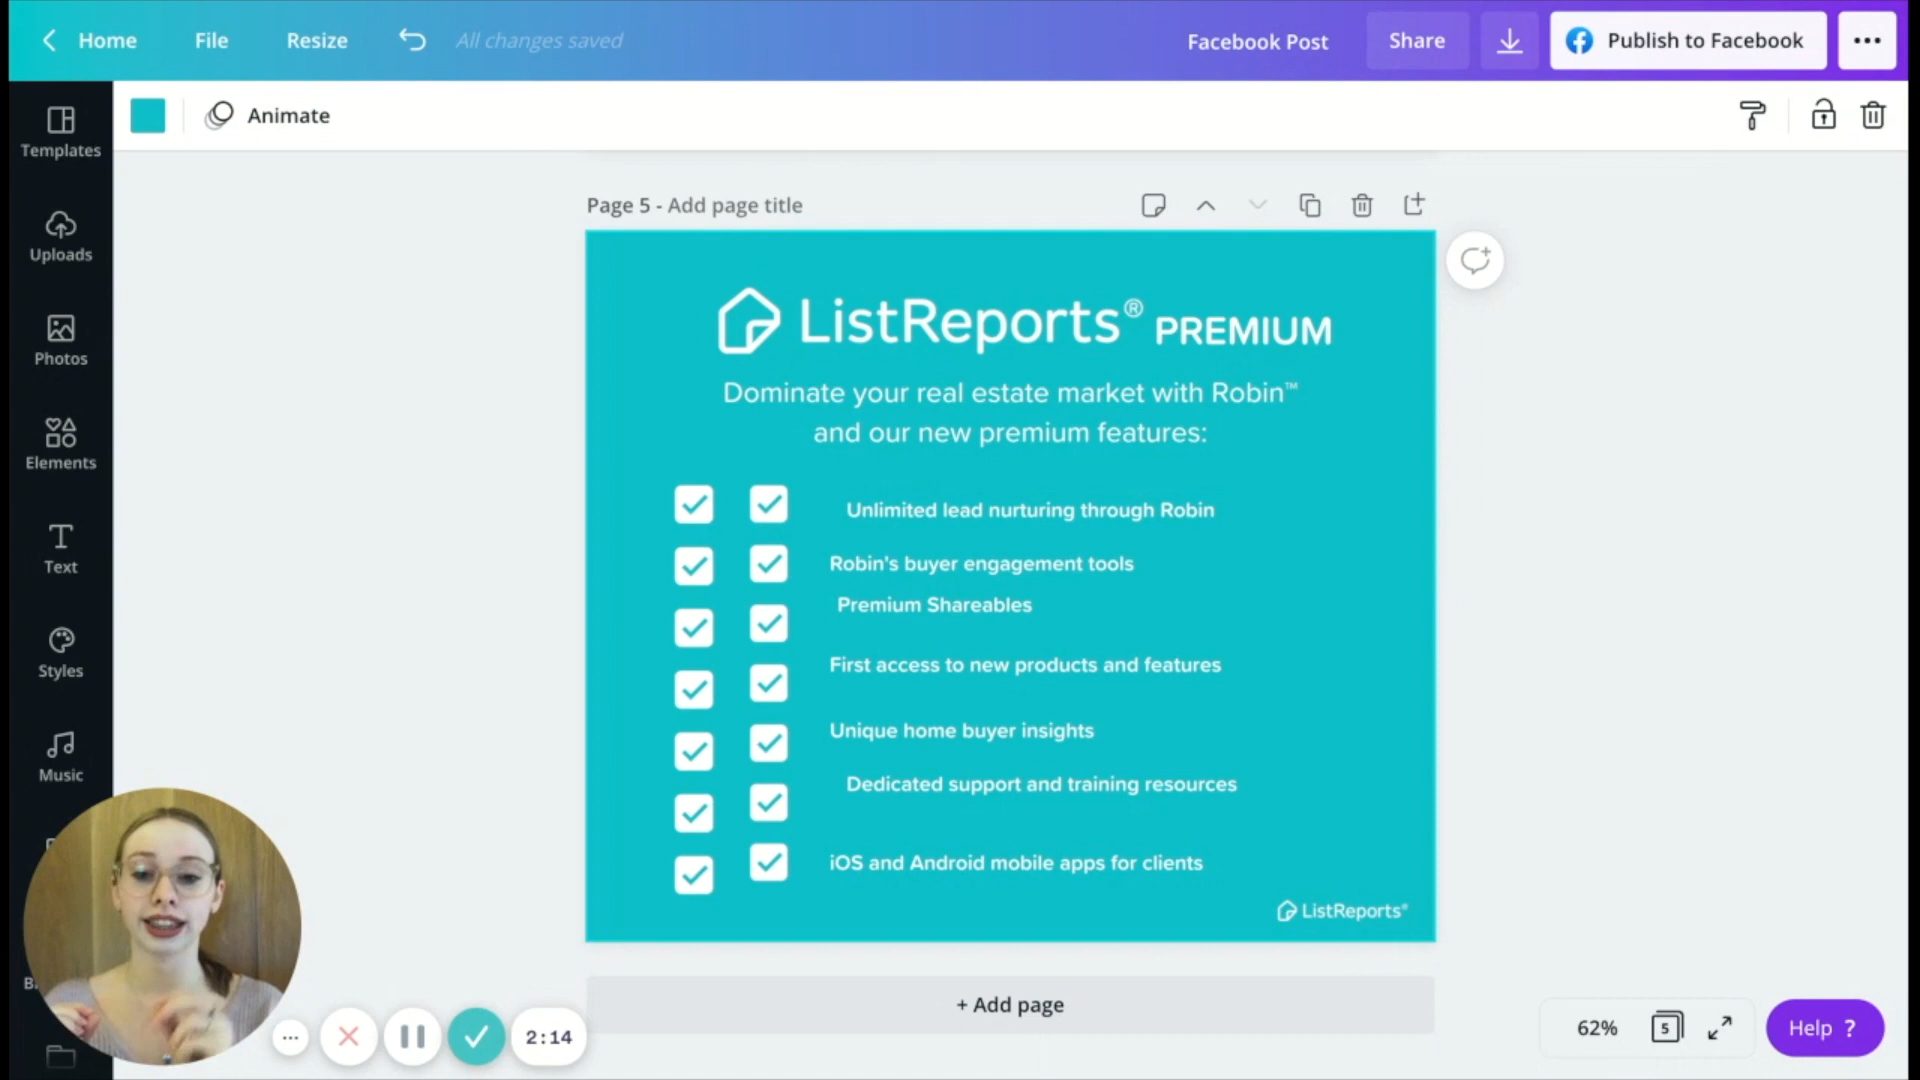 Home File Resize All changes saved Facebook Post Share Publish to Facebook
Animate
Templates
Uploads
Photos
Elements
Text
Styles
Music
Page 5 - Add page title
ListReports® PREMIUM
Dominate your real estate market with Robin™
and our new premium features:
Unlimited lead nurturing through Robin
Robin's buyer engagement tools
Premium Shareables
First access to new products and features
Unique home buyer insights
Dedicated support and training resources
iOS and Android mobile apps for clients
ListReports®
+ Add page
2:14
62% 5 Help ?